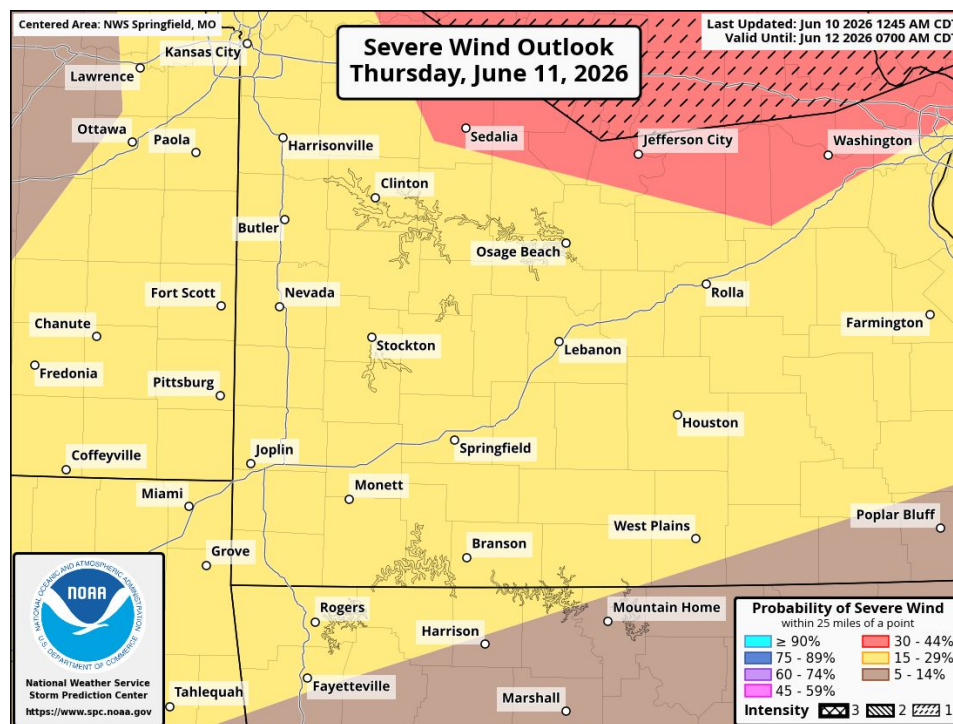 Centered Area: NWS Springfield, MO
Severe Wind Outlook
Thursday, June 11, 2026
Last Updated: Jun 10 2026 1245 AM CDT
Valid Until: Jun 12 2026 0700 AM CDT
Kansas City
Lawrence
Ottawa
Paola
Harrisonville
Sedalia
Jefferson City
Washington
Clinton
Butler
Osage Beach
Fort Scott
Nevada
Rolla
Chanute
Farmington
Stockton
Lebanon
Fredonia
Pittsburg
Houston
Coffeyville
Joplin
Springfield
Miami
Monett
West Plains
Poplar Bluff
Grove
Branson
Rogers
Mountain Home
Harrison
Tahlequah
Fayetteville
Marshall
NATIONAL OCEANIC AND ATMOSPHERIC ADMINISTRATION
NOAA
U.S. DEPARTMENT OF COMMERCE
National Weather Service
Storm Prediction Center
https://www.spc.noaa.gov
Probability of Severe Wind
within 25 miles of a point
≥ 90%
30 - 44%
75 - 89%
15 - 29%
60 - 74%
5 - 14%
45 - 59%
Intensity 3 2 1